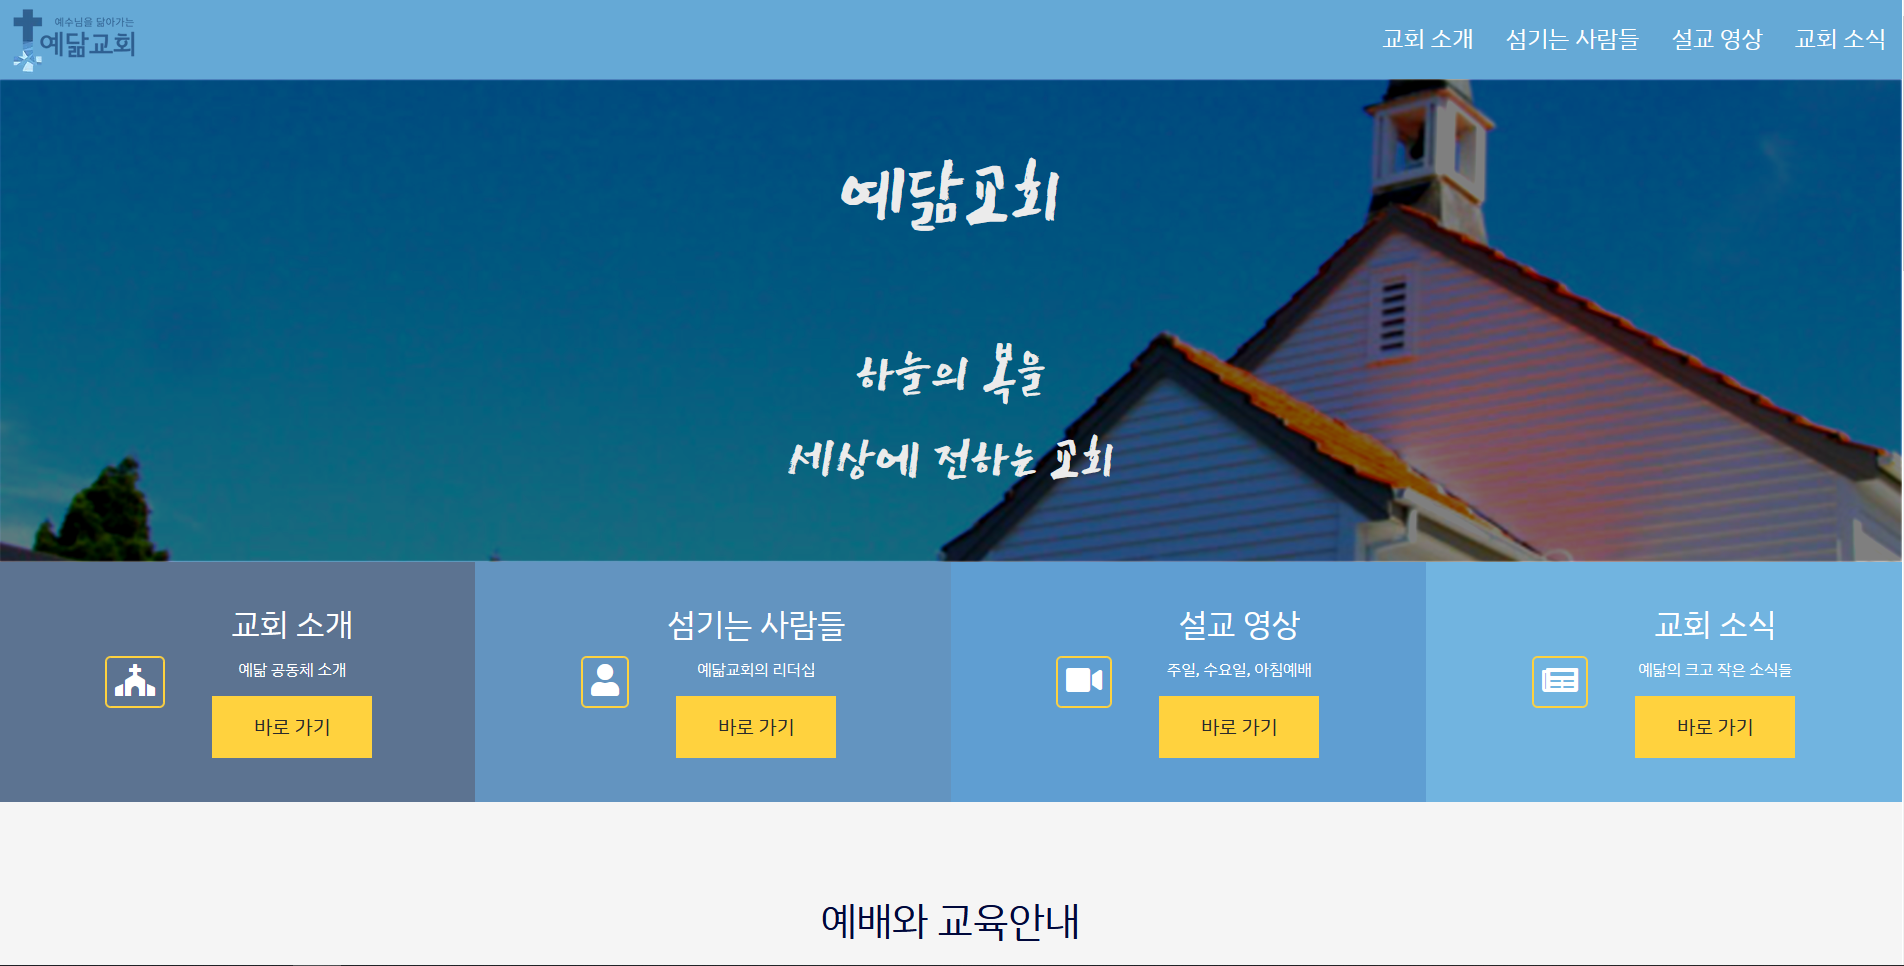 예수님을 닮아가는
예닮교회
교회 소개 섬기는 사람들 설교 영상 교회 소식
예닮교회
하늘의 복을
세상에 전하는 교회
교회 소개
예닮 공동체 소개
바로 가기
섬기는 사람들
예닮교회의 리더십
바로 가기
설교 영상
주일, 수요일, 아침예배
바로 가기
교회 소식
예닮의 크고 작은 소식들
바로 가기
예배와 교육안내